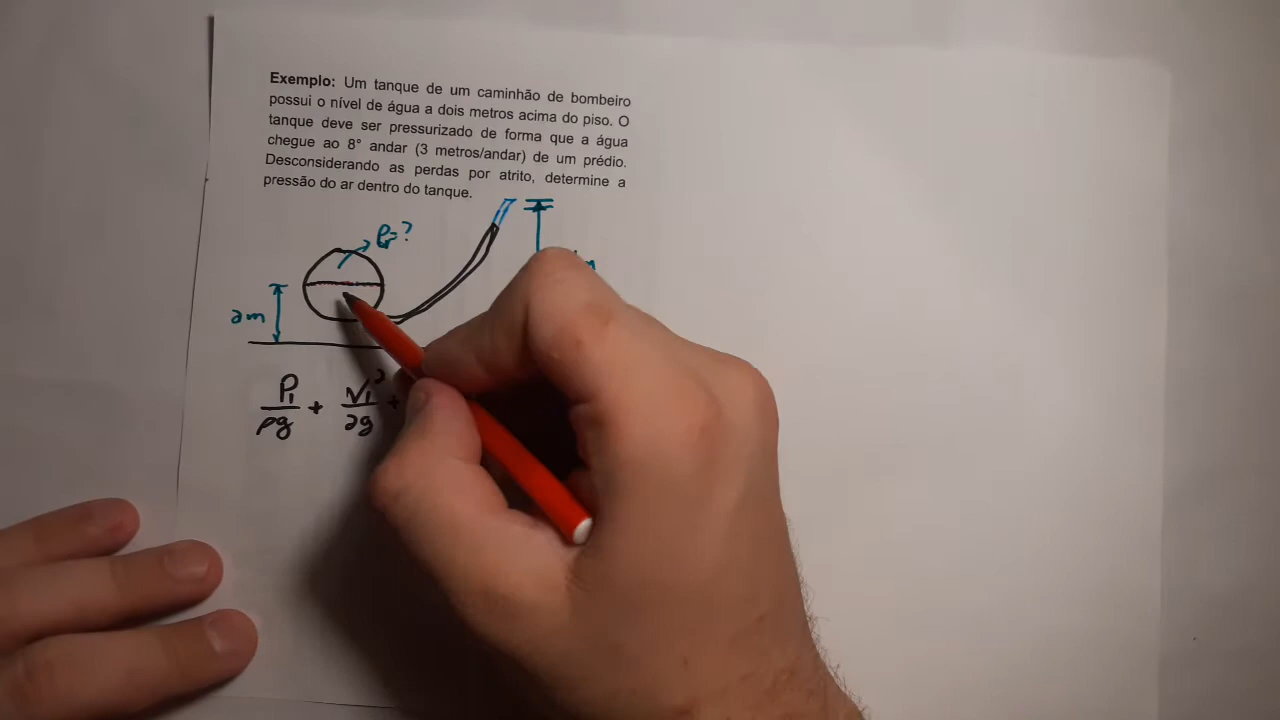 Exemplo: Um tanque de um caminhão de bombeiro
possui o nível de água a dois metros acima do piso. O
tanque deve ser pressurizado de forma que a água
chegue ao 8° andar (3 metros/andar) de um prédio.
Desconsiderando as perdas por atrito, determine a
pressão do ar dentro do tanque.
P=?
2m
P₁/ρg + V₁²/2g +